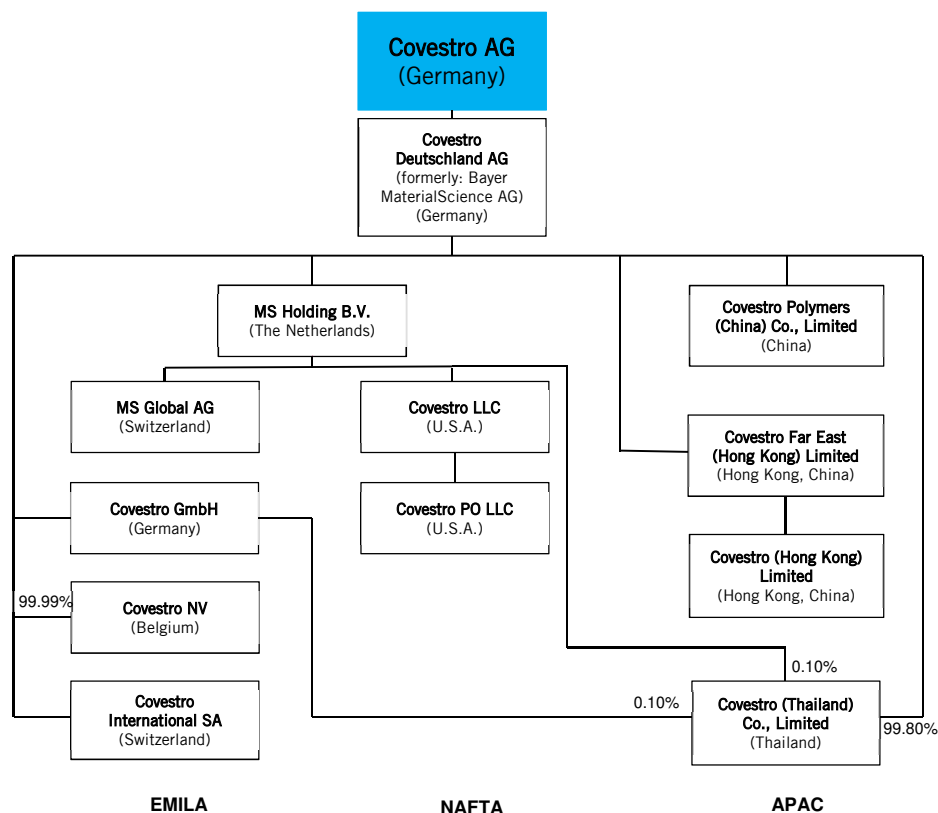 Covestro AG
(Germany)
Covestro
Deutschland AG
(formerly: Bayer
MaterialScience AG)
(Germany)
MS Holding B.V.
(The Netherlands)
Covestro Polymers
(China) Co., Limited
(China)
MS Global AG
(Switzerland)
Covestro LLC
(U.S.A.)
Covestro Far East
(Hong Kong) Limited
(Hong Kong, China)
Covestro GmbH
(Germany)
Covestro PO LLC
(U.S.A.)
Covestro (Hong Kong)
Limited
(Hong Kong, China)
99.99%
Covestro NV
(Belgium)
0.10%
Covestro
International SA
(Switzerland)
0.10%
Covestro (Thailand)
Co., Limited
(Thailand)
99.80%
EMILA
NAFTA
APAC